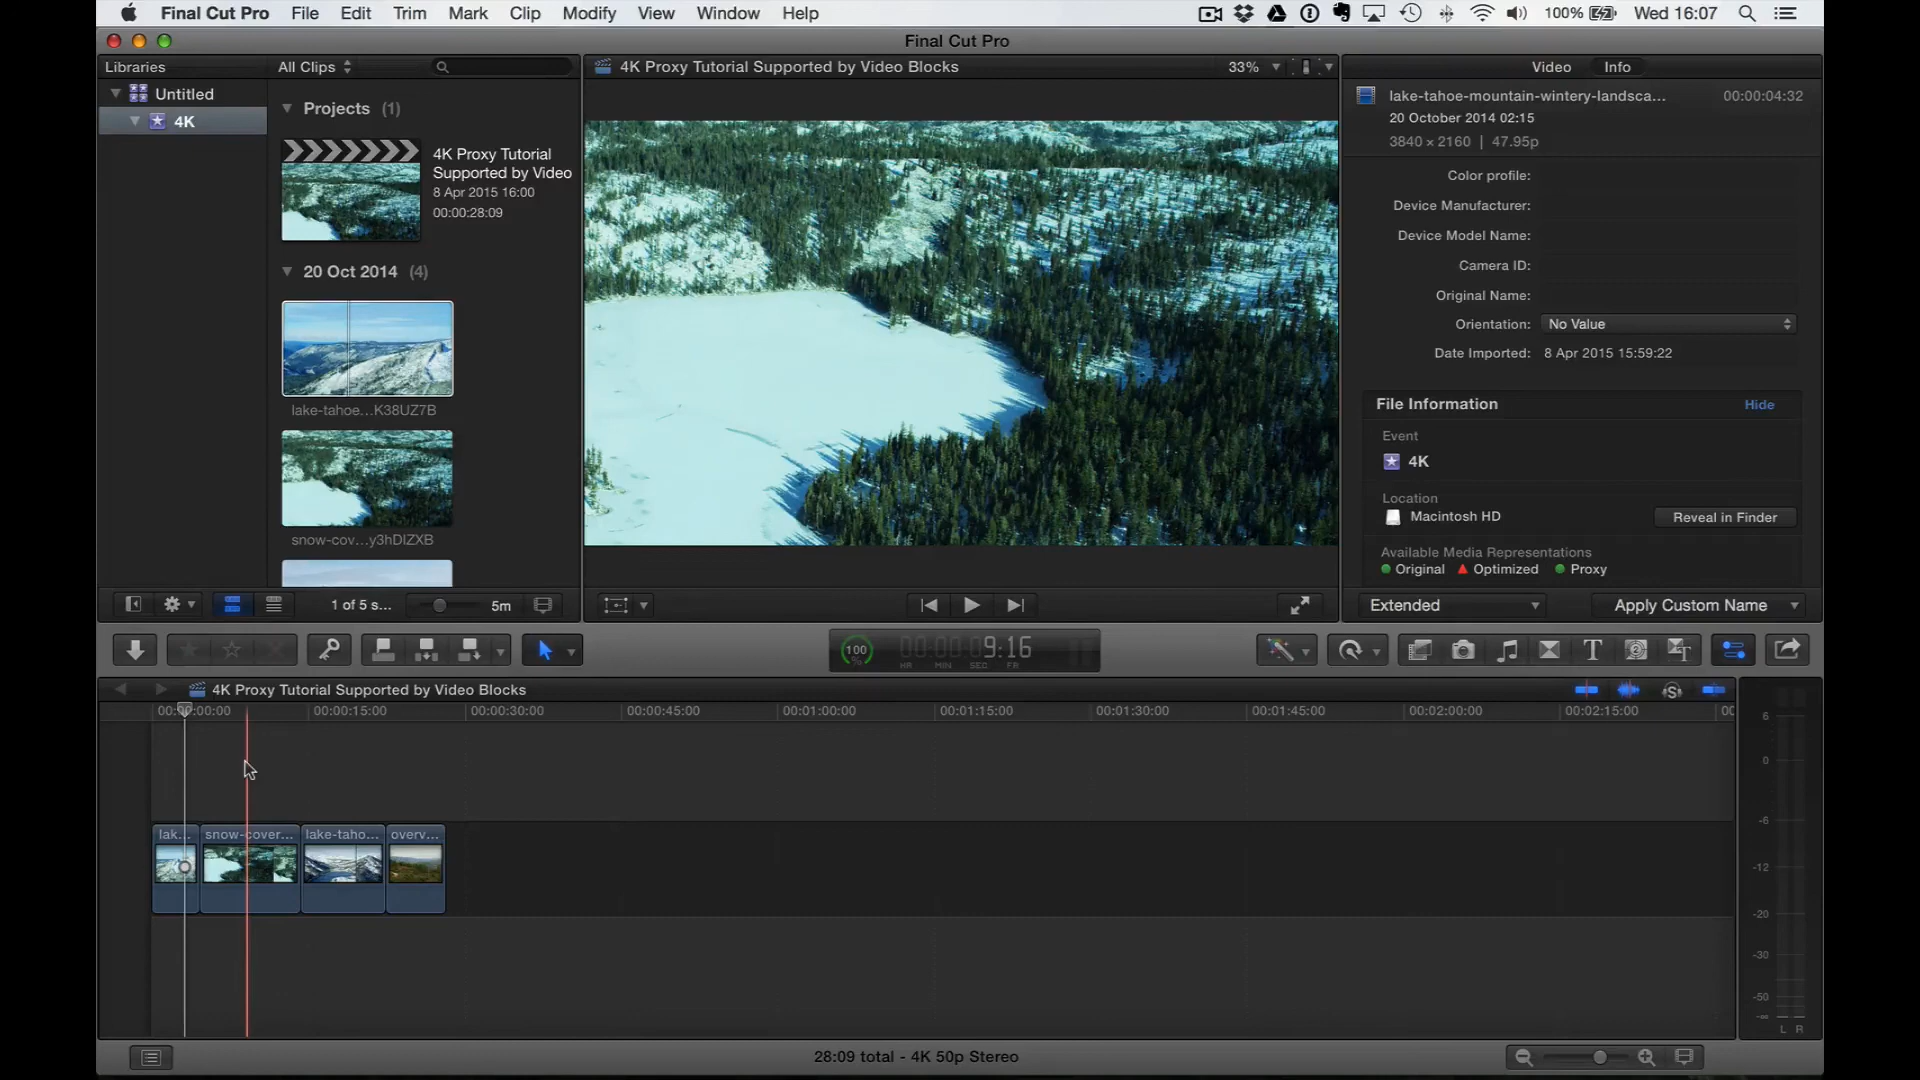 Final Cut Pro File Edit Trim Mark Clip Modify View Window Help 100% Wed 16:07
Final Cut Pro
Libraries
Untitled
4K
All Clips
Projects (1)
4K Proxy Tutorial
Supported by Video
8 Apr 2015 16:00
00:00:28:09
20 Oct 2014 (4)
lake-tahoe...K38UZ7B
snow-cov...y3hDIZXB
1 of 5 s...
5m
4K Proxy Tutorial Supported by Video Blocks
33%
Video Info
lake-tahoe-mountain-wintery-landsca... 00:00:04:32
20 October 2014 02:15
3840 × 2160 | 47.95p
Color profile:
Device Manufacturer:
Device Model Name:
Camera ID:
Original Name:
Orientation: No Value
Date Imported: 8 Apr 2015 15:59:22
File Information Hide
Event
4K
Location
Macintosh HD Reveal in Finder
Available Media Representations
Original Optimized Proxy
Extended Apply Custom Name
100
%
00:00:09:16
HR MIN SEC FR
4K Proxy Tutorial Supported by Video Blocks
00:00:00:00 00:00:15:00 00:00:30:00 00:00:45:00 00:01:00:00 00:01:15:00 00:01:30:00 00:01:45:00 00:02:00:00 00:02:15:00 00
lak... snow-cover... lake-taho... overv...
6
0
-6
-12
-20
-30
-50
-∞
L R
28:09 total - 4K 50p Stereo